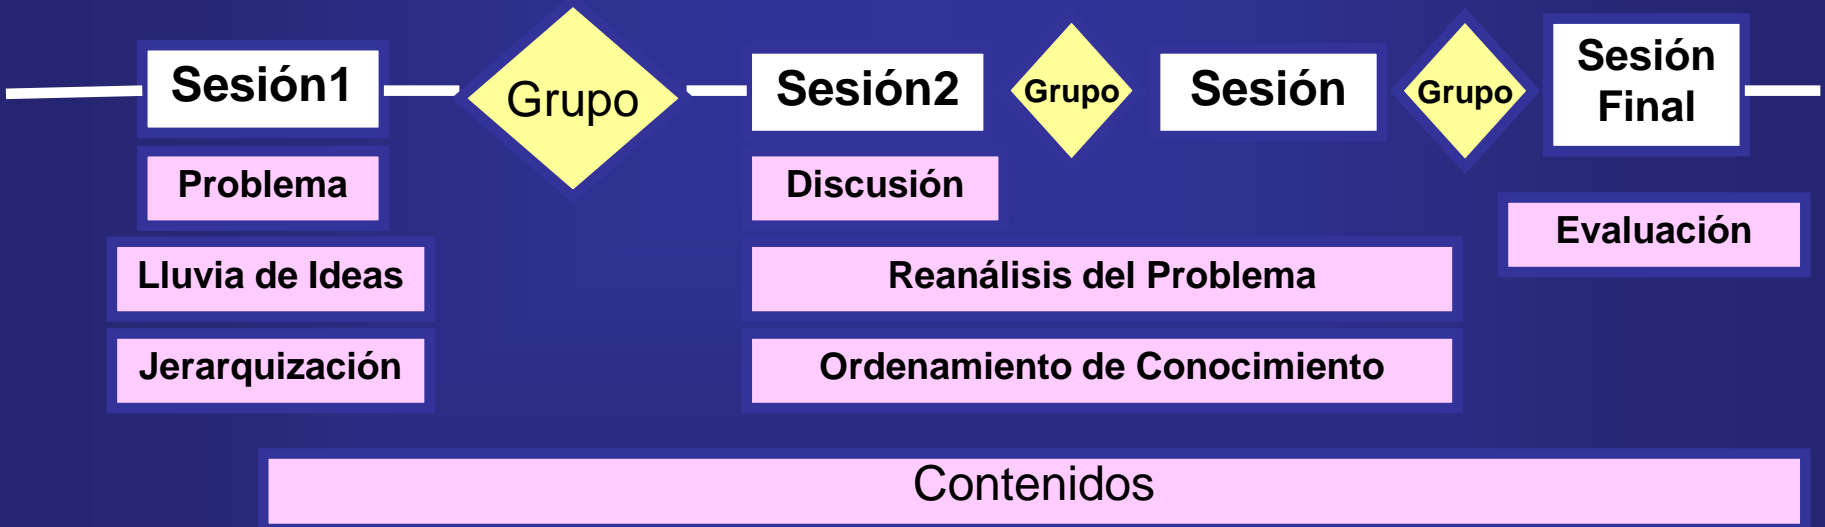 Sesión1
Grupo
Sesión2
Grupo
Sesión
Grupo
Sesión
Final
Problema
Discusión
Evaluación
Lluvia de Ideas
Reanálisis del Problema
Jerarquización
Ordenamiento de Conocimiento
Contenidos